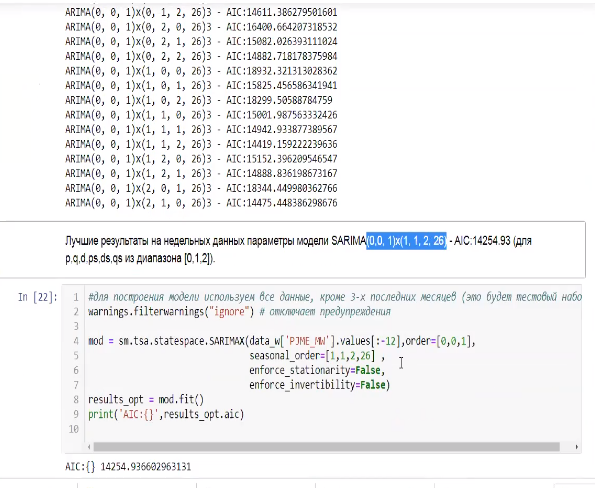 ARIMA(0, 0, 1)x(0, 1, 2, 26)3 - AIC:14611.386279501601
ARIMA(0, 0, 1)x(0, 2, 0, 26)3 - AIC:16400.664207318532
ARIMA(0, 0, 1)x(0, 2, 1, 26)3 - AIC:15082.026393111024
ARIMA(0, 0, 1)x(0, 2, 2, 26)3 - AIC:14882.718178375984
ARIMA(0, 0, 1)x(1, 0, 0, 26)3 - AIC:18932.321313028362
ARIMA(0, 0, 1)x(1, 0, 1, 26)3 - AIC:15825.456586341941
ARIMA(0, 0, 1)x(1, 0, 2, 26)3 - AIC:18299.50588784759
ARIMA(0, 0, 1)x(1, 1, 0, 26)3 - AIC:15001.987563332426
ARIMA(0, 0, 1)x(1, 1, 1, 26)3 - AIC:14942.933877389567
ARIMA(0, 0, 1)x(1, 1, 2, 26)3 - AIC:14419.159222239636
ARIMA(0, 0, 1)x(1, 2, 0, 26)3 - AIC:15152.396209546547
ARIMA(0, 0, 1)x(1, 2, 1, 26)3 - AIC:14888.836198673167
ARIMA(0, 0, 1)x(2, 0, 1, 26)3 - AIC:18344.449980362766
ARIMA(0, 0, 1)x(2, 1, 0, 26)3 - AIC:14475.448386298676
Лучшие результаты на недельных данных параметры модели SARIMA(0,0, 1)x(1, 1, 2, 26) - AIC:14254.93 (для
p,q,d,ps,ds,qs из диапазона [0,1,2]).
In [22]:
1 #для построения модели используем все данные, кроме 3-х последних месяцев (это будет тестовый набо
2 warnings.filterwarnings("ignore") # отключает предупреждения
3
4 mod = sm.tsa.statespace.SARIMAX(data_w['PJME_MW'].values[:-12],order=[0,0,1],
5 seasonal_order=[1,1,2,26] ,
6 enforce_stationarity=False,
7 enforce_invertibility=False)
8 results_opt = mod.fit()
9 print('AIC:{}',results_opt.aic)
10
AIC:{} 14254.936602963131